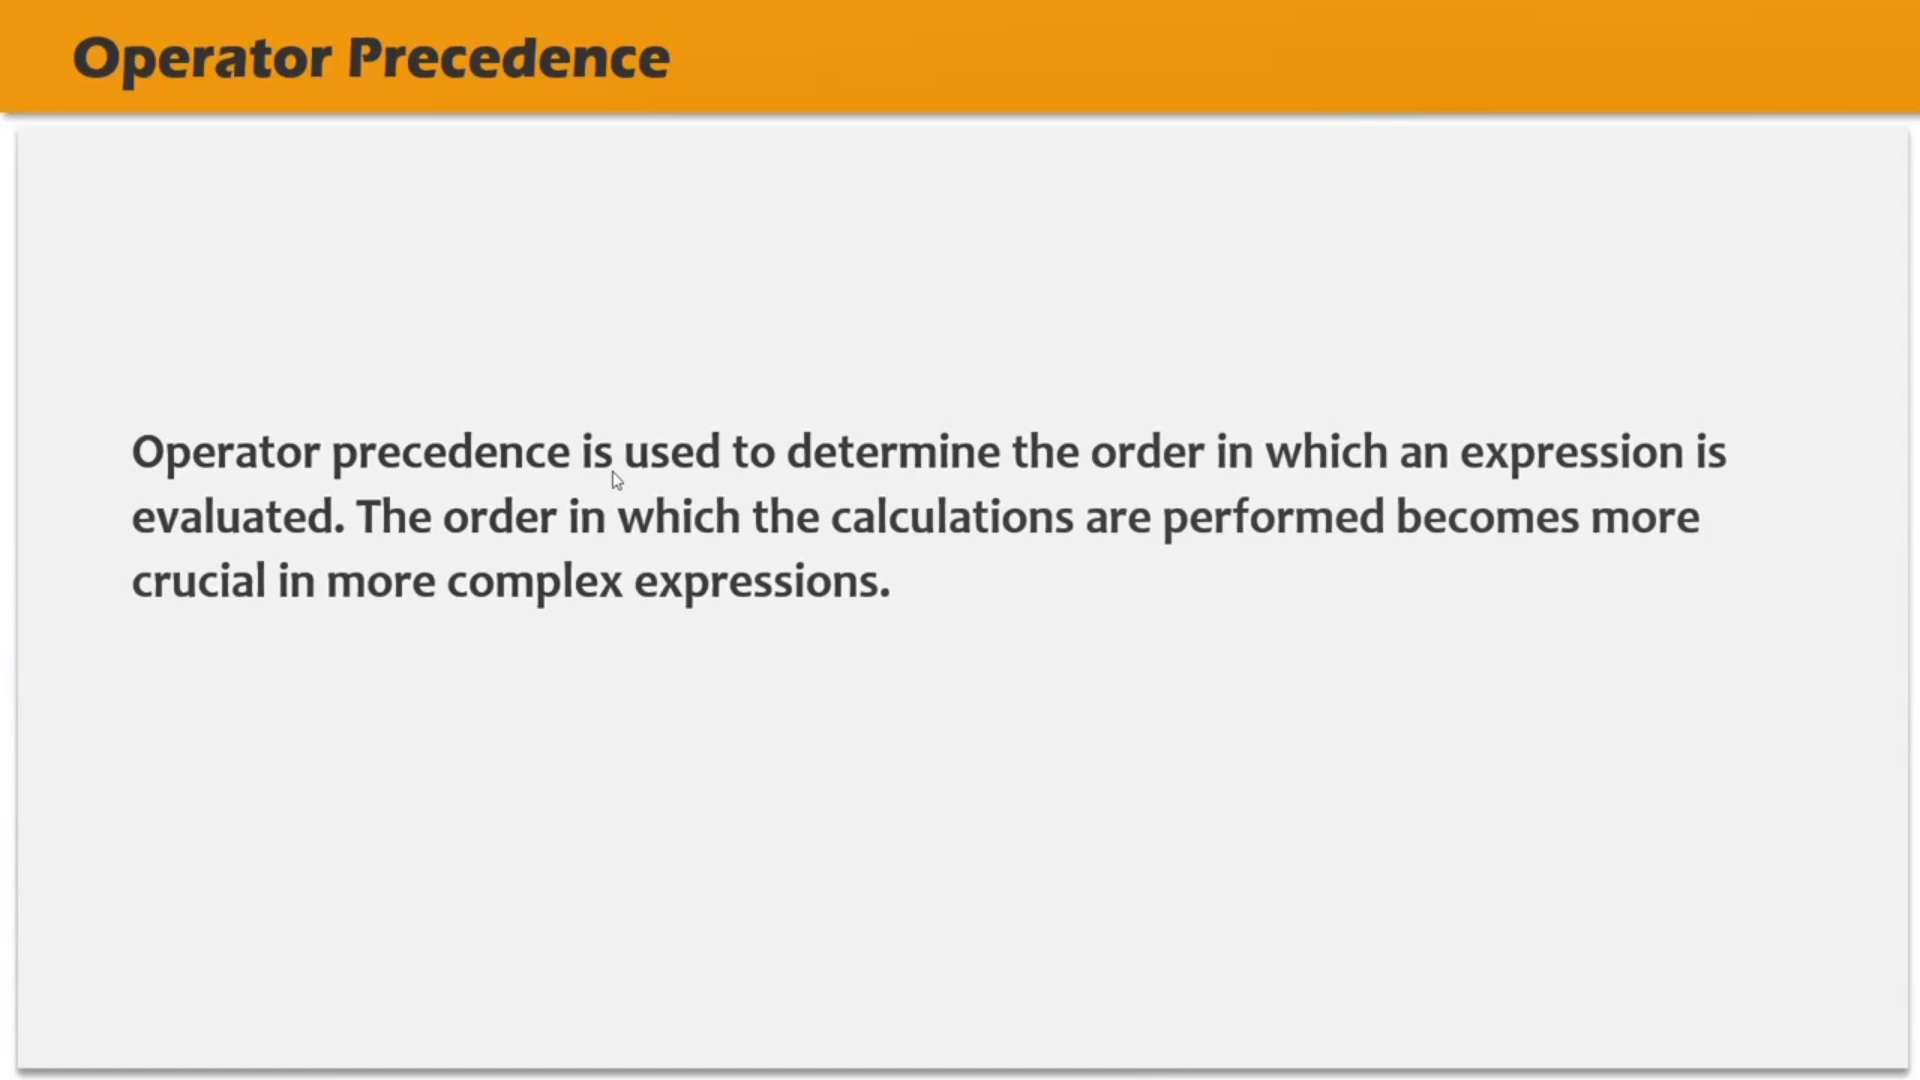 Operator Precedence
Operator precedence is used to determine the order in which an expression is
evaluated. The order in which the calculations are performed becomes more
crucial in more complex expressions.